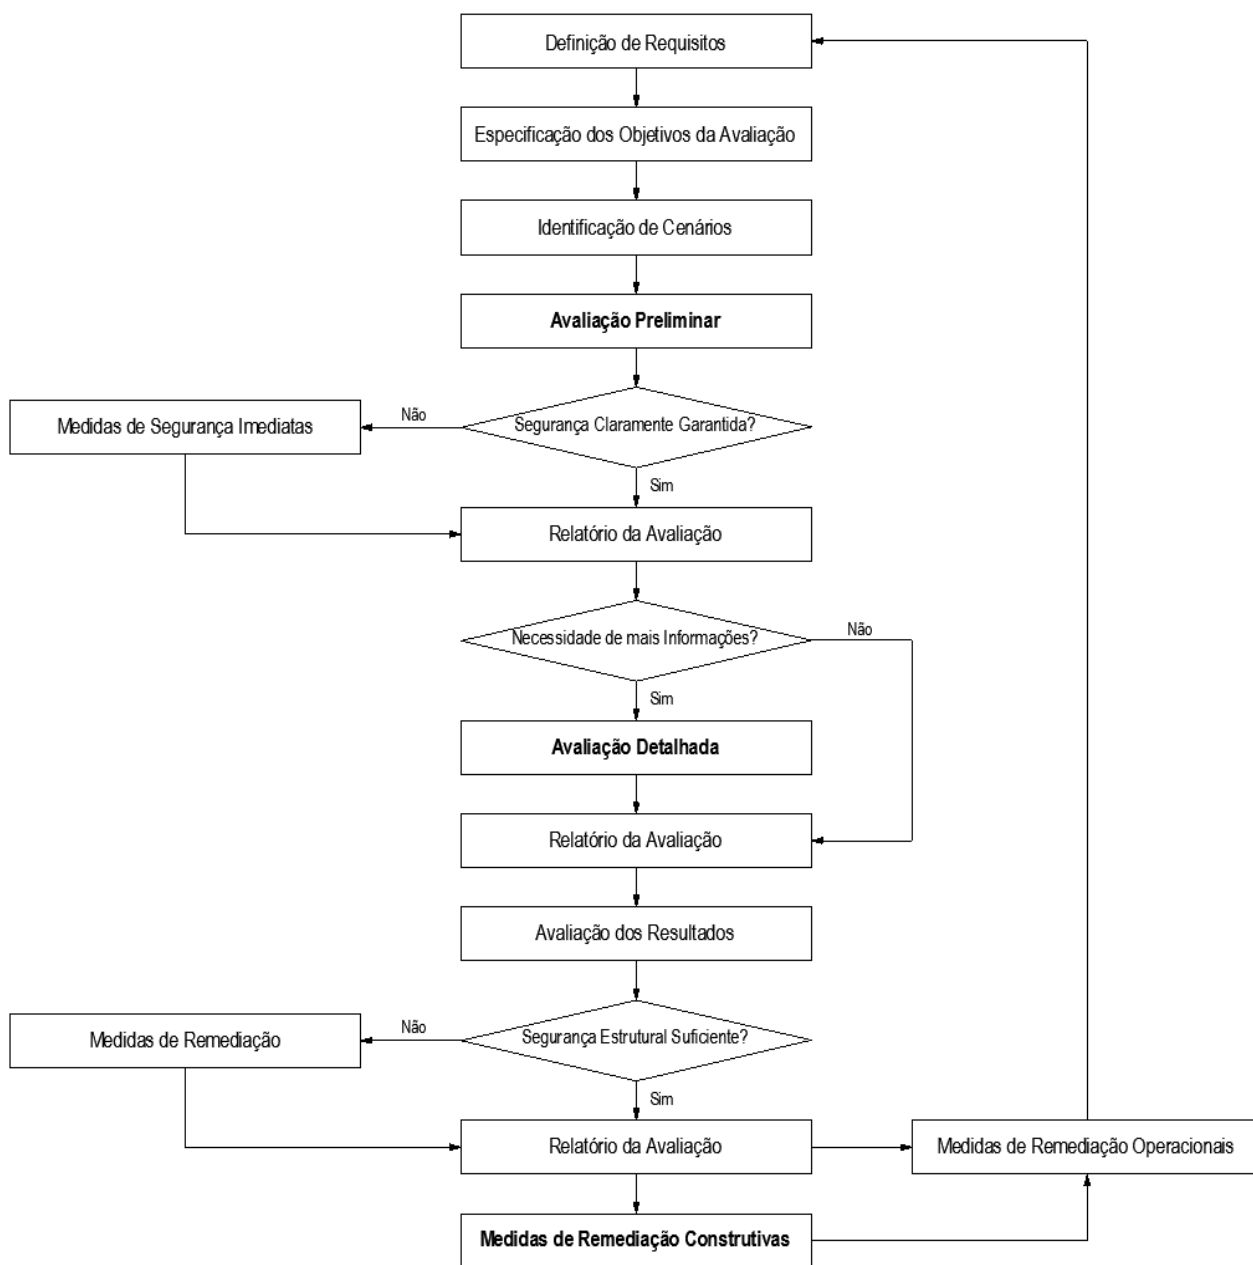 Definição de Requisitos
Especificação dos Objetivos da Avaliação
Identificação de Cenários
Avaliação Preliminar
Segurança Claramente Garantida?
Não
Medidas de Segurança Imediatas
Sim
Relatório da Avaliação
Necessidade de mais Informações?
Não
Sim
Avaliação Detalhada
Relatório da Avaliação
Avaliação dos Resultados
Segurança Estrutural Suficiente?
Não
Medidas de Remediação
Sim
Relatório da Avaliação
Medidas de Remediação Operacionais
Medidas de Remediação Construtivas